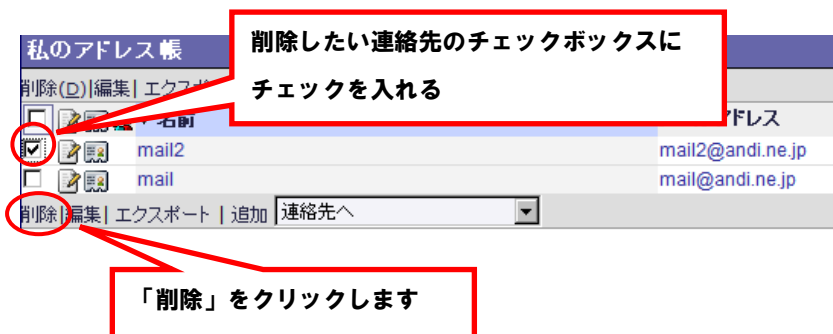 私のアドレス帳
削除したい連絡先のチェックボックスに
チェックを入れる
削除(D)|編集| エクスポ
名前
ドレス
mail2
mail2@andi.ne.jp
mail
mail@andi.ne.jp
削除|編集| エクスポート | 追加 連絡先へ
「削除」をクリックします